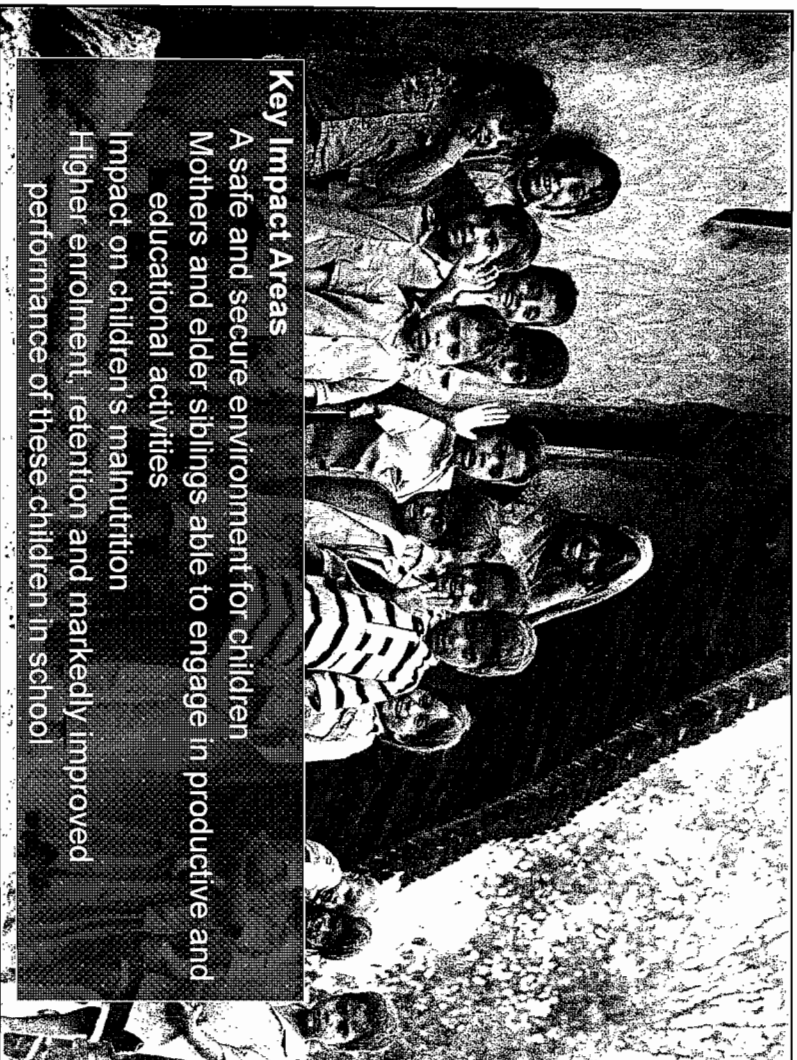 Key Impact Areas
A safe and secure environment for children
Mothers and elder siblings able to engage in productive and
educational activities
Impact on children's malnutrition
Higher enrolment, retention and markedly improved
performance of these children in school